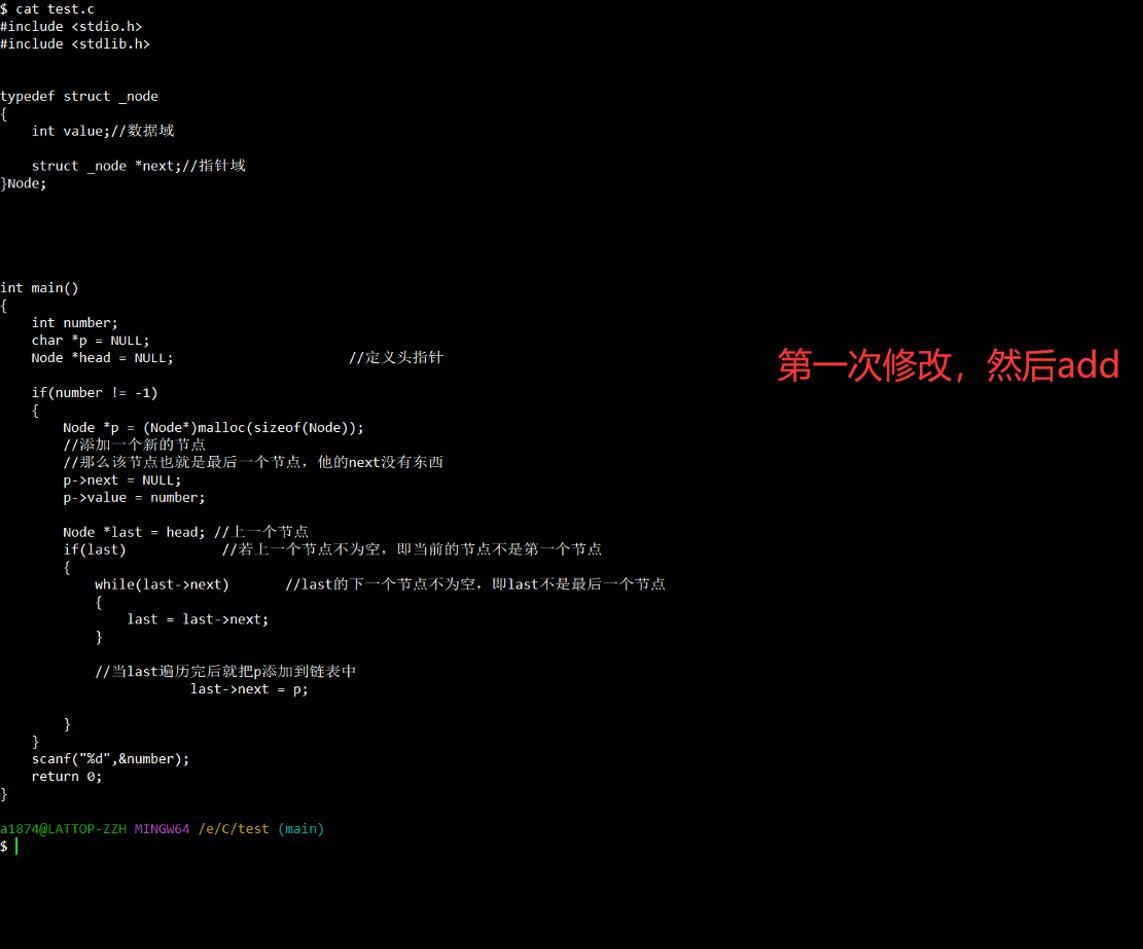 $ cat test.c
#include <stdio.h>
#include <stdlib.h>
typedef struct _node
{
    int value;//数据域
    struct _node *next;//指针域
}Node;
int main()
{
    int number;
    char *p = NULL;
    Node *head = NULL;                      //定义头指针
第一次修改，然后add
    if(number != -1)
    {
        Node *p = (Node*)malloc(sizeof(Node));
        //添加一个新的节点
        //那么该节点也就是最后一个节点，他的next没有东西
        p->next = NULL;
        p->value = number;
        Node *last = head; //上一个节点
        if(last)            //若上一个节点不为空，即当前的节点不是第一个节点
        {
            while(last->next)       //last的下一个节点不为空，即last不是最后一个节点
            {
                last = last->next;
            }
            //当last遍历完后就把p添加到链表中
                        last->next = p;
        }
    }
    scanf("%d",&number);
    return 0;
}
a1874@LATTOP-ZZH MINGW64 /e/C/test (main)
$